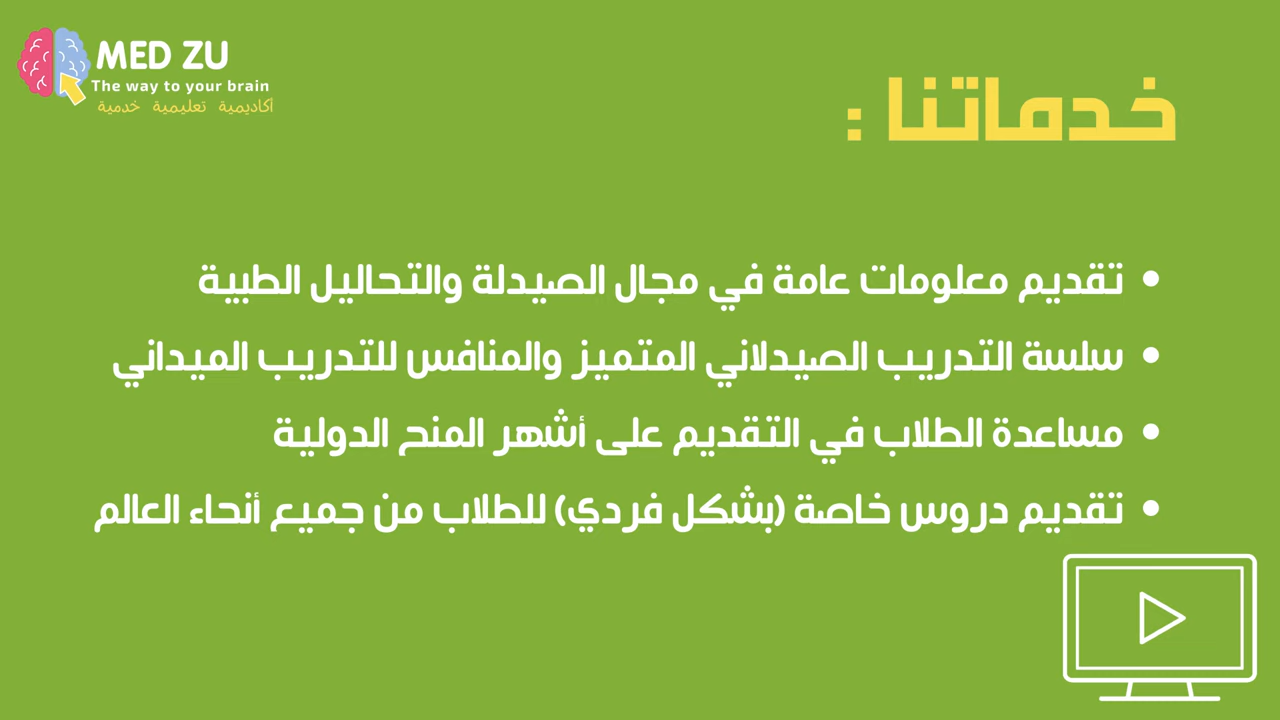 MED ZU
The way to your brain
أكاديمية تعليمية خدمية
خدماتنا :
• تقديم معلومات عامة في مجال الصيدلة والتحاليل الطبية
• سلسة التدريب الصيدلاني المتميز والمنافس للتدريب الميداني
• مساعدة الطلاب في التقديم على أشهر المنح الدولية
• تقديم دروس خاصة (بشكل فردي) للطلاب من جميع أنحاء العالم